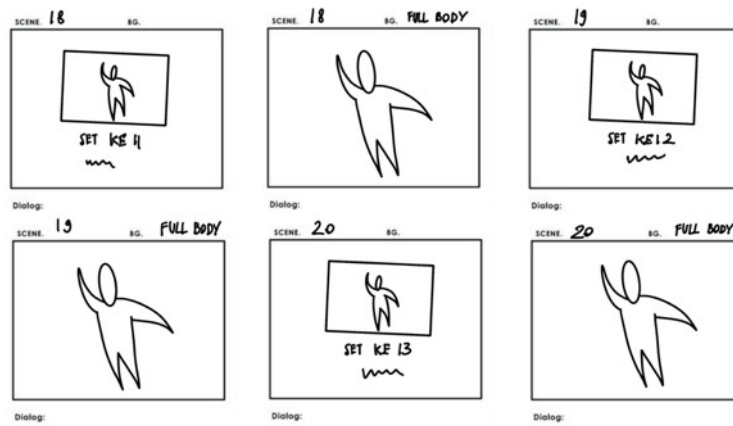 SCENE. 18 BG.
SET KE 11
Dialog:
SCENE. 18 BG. FULL BODY
SCENE. 19 BG.
SET KE 12
Dialog:
SCENE. 19 BG. FULL BODY
Dialog:
SCENE. 20 BG.
SET KE 13
Dialog:
SCENE. 20 BG. FULL BODY
Dialog: